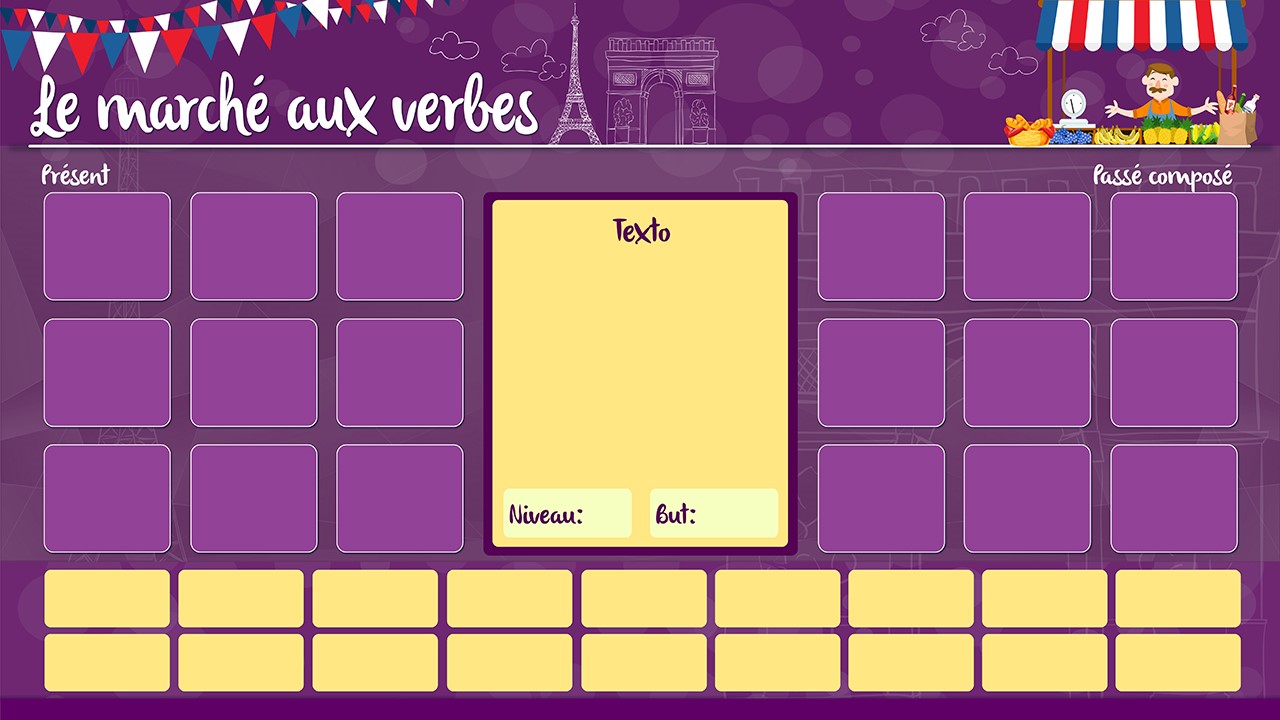 Le marché aux verbes
Présent
Passé composé
Texto
Niveau:
But: